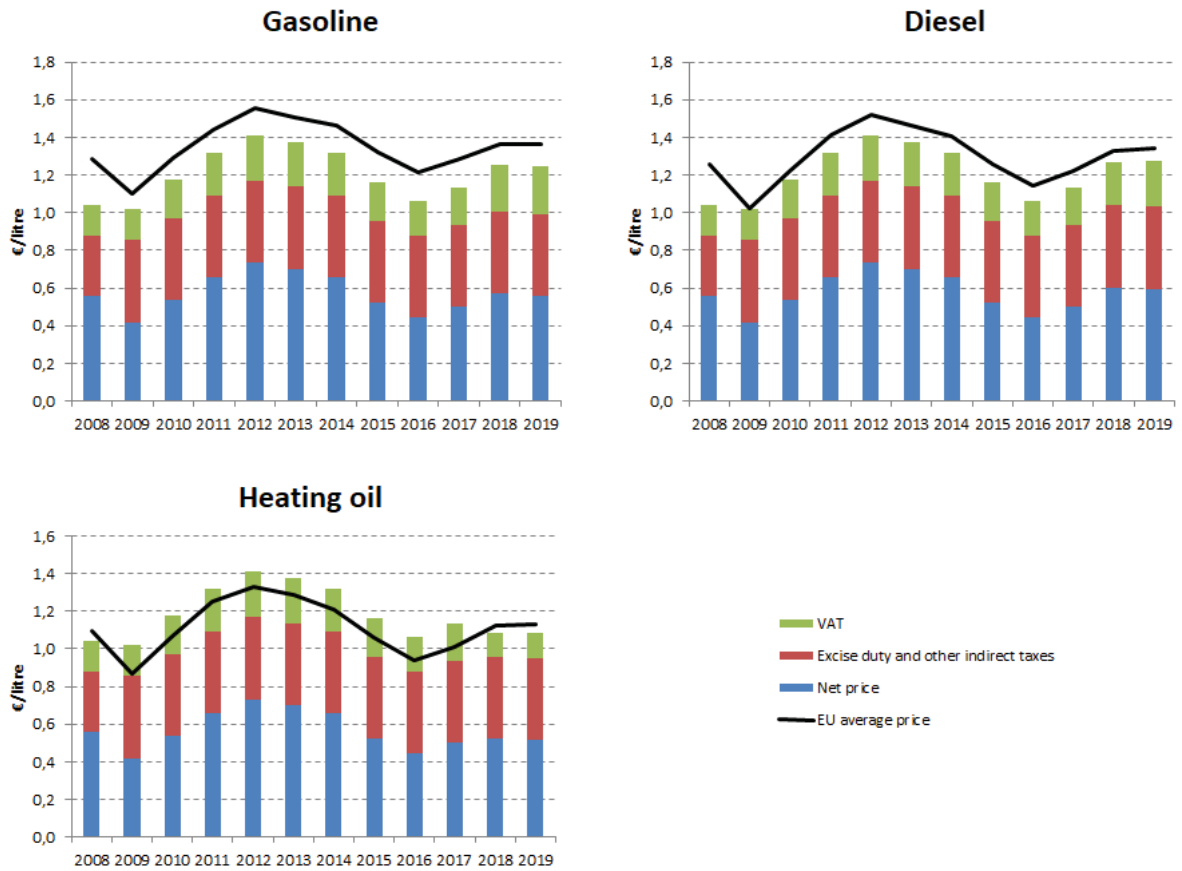 Gasoline
€/litre
1,8
1,6
1,4
1,2
1,0
0,8
0,6
0,4
0,2
0,0
2008 2009 2010 2011 2012 2013 2014 2015 2016 2017 2018 2019
Diesel
€/litre
1,8
1,6
1,4
1,2
1,0
0,8
0,6
0,4
0,2
0,0
2008 2009 2010 2011 2012 2013 2014 2015 2016 2017 2018 2019
Heating oil
€/litre
1,6
1,4
1,2
1,0
0,8
0,6
0,4
0,2
0,0
2008 2009 2010 2011 2012 2013 2014 2015 2016 2017 2018 2019
VAT
Excise duty and other indirect taxes
Net price
EU average price